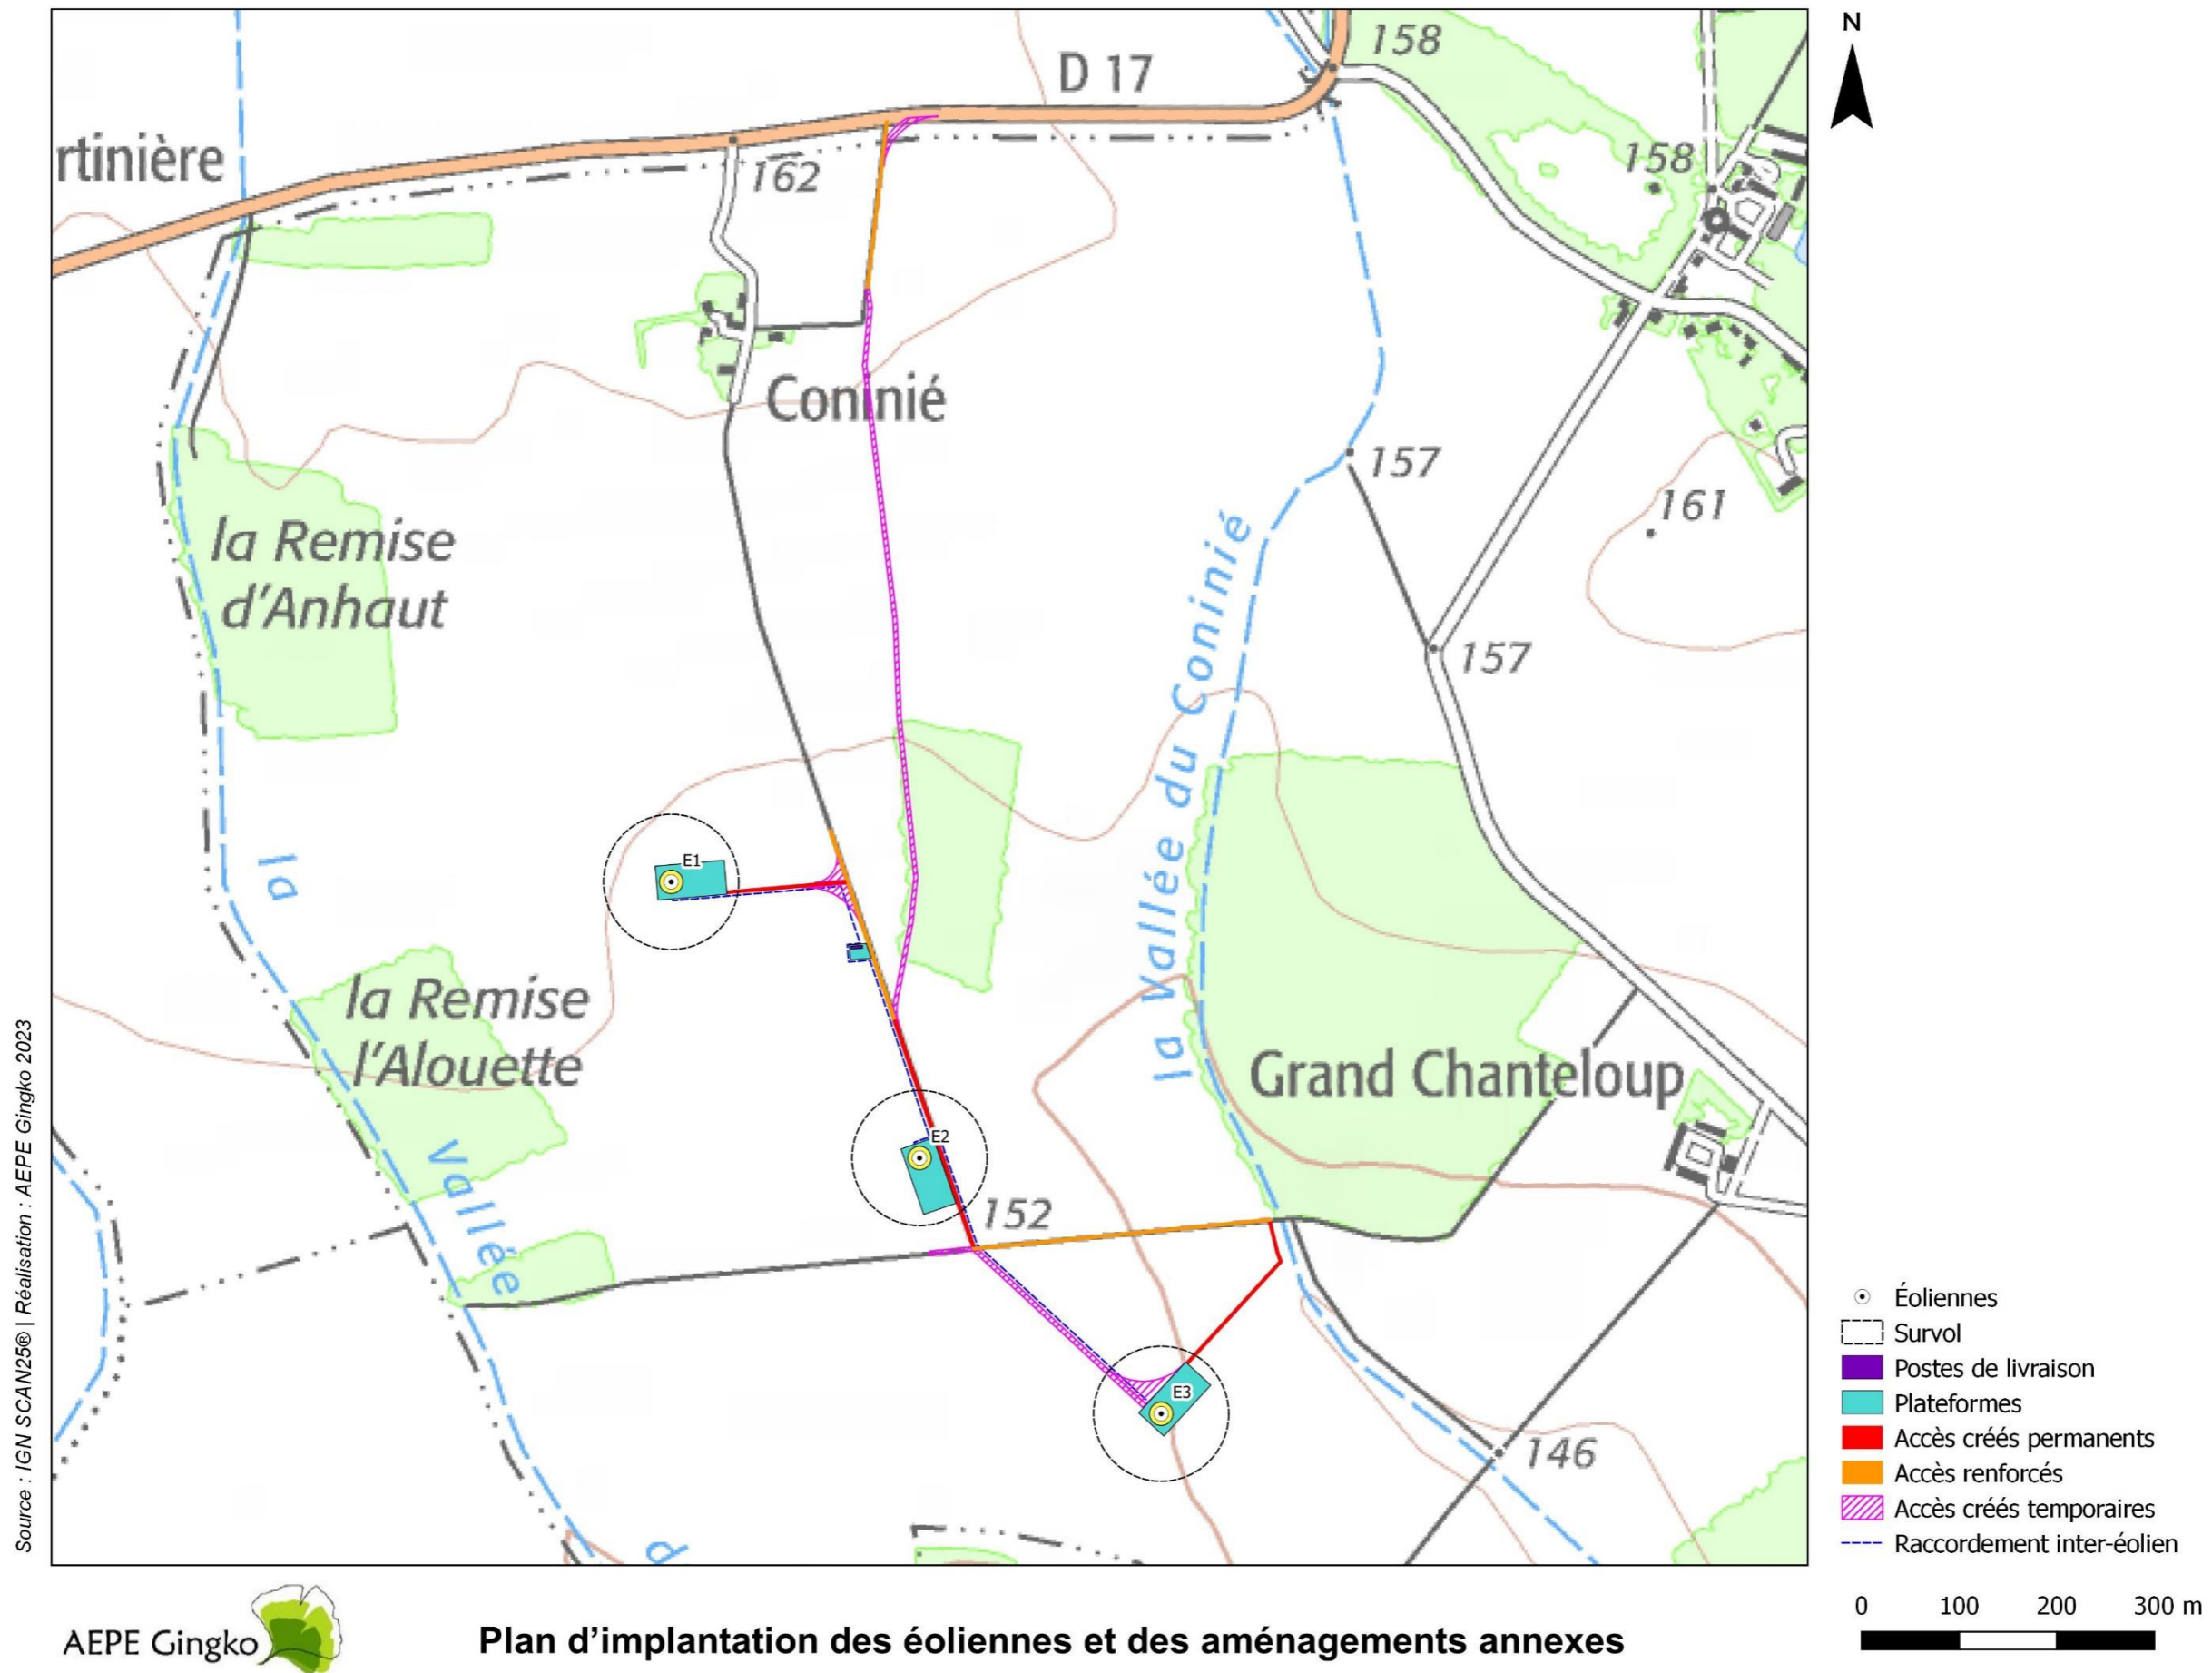 N
158
D 17
158
rtinière
162
Coninié
157
161
la Remise
d'Anhaut
157
la Vallée du Coninié
E1
la
la Remise
l'Alouette
Grand Chanteloup
E2
Vallée
152
E3
146
d
Source : IGN SCAN25® | Réalisation : AEPE Gingko 2023
Éoliennes
Survol
Postes de livraison
Plateformes
Accès créés permanents
Accès renforcés
Accès créés temporaires
Raccordement inter-éolien
0 100 200 300 m
AEPE Gingko
Plan d’implantation des éoliennes et des aménagements annexes